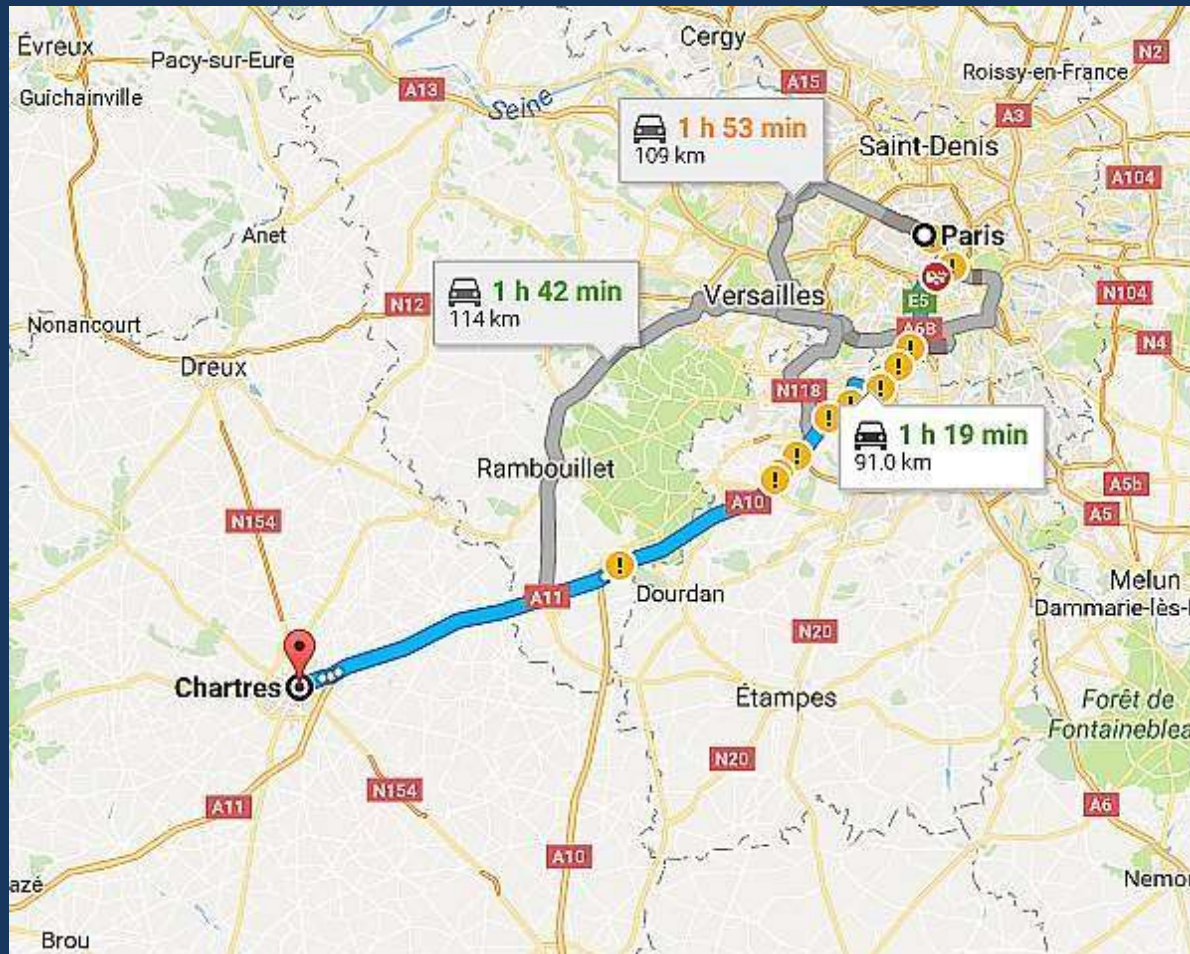 Cergy
Évreux
Pacy-sur-Eure
N2
Roissy-en-France
A15
A13
Guichainville
Seine
A3
1 h 53 min
109 km
Saint-Denis
A104
Anet
Paris
1 h 42 min
114 km
Versailles
N104
E5
N12
Nonancourt
A6B
N4
Dreux
N118
1 h 19 min
91.0 km
Rambouillet
A5b
A10
A5
N154
Melun
Dourdan
A11
Dammarie-lès-
N20
Chartres
Étampes
Forêt de
Fontaineblea
N20
N154
A11
A6
A10
azé
Nemo
Brou